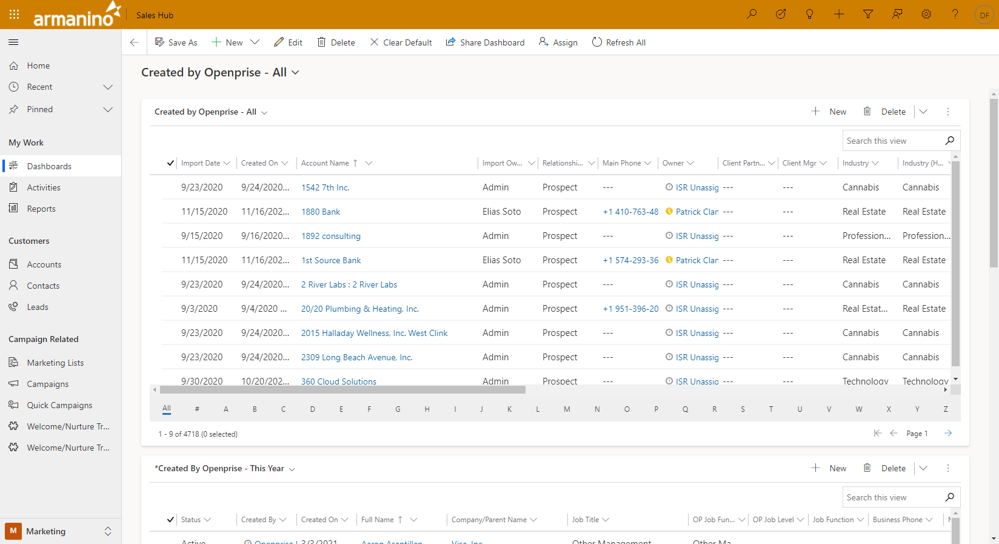 armanino Sales Hub DF
Save As New Edit Delete Clear Default Share Dashboard Assign Refresh All
Home
Recent
Pinned
My Work
Dashboards
Activities
Reports
Customers
Accounts
Contacts
Leads
Campaign Related
Marketing Lists
Campaigns
Quick Campaigns
Welcome/Nurture Tr...
Welcome/Nurture Tr...
M Marketing
Created by Openprise - All
Created by Openprise - All New Delete
Search this view
Import Date Created On Account Name Import Ow... Relationshi... Main Phone Owner Client Partn... Client Mgr Industry Industry (H...
9/23/2020 9/24/2020... 1542 7th Inc. Admin Prospect --- ISR Unassig --- --- Cannabis Cannabis
11/15/2020 11/16/202... 1880 Bank Elias Soto Prospect +1 410-763-48 Patrick Clan --- --- Real Estate Real Estate
9/15/2020 9/16/2020... 1892 consulting Admin Prospect --- ISR Unassig --- --- Profession... Profession...
11/15/2020 11/16/202... 1st Source Bank Elias Soto Prospect +1 574-293-36 Patrick Clan --- --- Real Estate Real Estate
9/23/2020 9/24/2020... 2 River Labs : 2 River Labs Admin Prospect --- ISR Unassig --- --- Cannabis Cannabis
9/3/2020 9/4/2020 ... 20/20 Plumbing & Heating, Inc. Admin Prospect +1 951-396-20 ISR Unassig --- --- Real Estat... Real Estate
9/23/2020 9/24/2020... 2015 Halladay Wellness, Inc. West Clink Admin Prospect --- ISR Unassig --- --- Cannabis Cannabis
9/23/2020 9/24/2020... 2309 Long Beach Avenue, Inc. Admin Prospect --- ISR Unassig --- --- Cannabis Cannabis
9/30/2020 10/20/202... 360 Cloud Solutions Admin Prospect --- ISR Unassig --- --- Technology Technology
All # A B C D E F G H I J K L M N O P Q R S T U V W X Y Z
1 - 9 of 4718 (0 selected) Page 1
*Created By Openprise - This Year New Delete
Search this view
Status Created By Created On Full Name Company/Parent Name Job Title OP Job Fun... OP Job Level Job Function Business Phone
Active Openprise 3/3/2021 Aaron Asantillan Visa, Inc. Other Management Other Ma